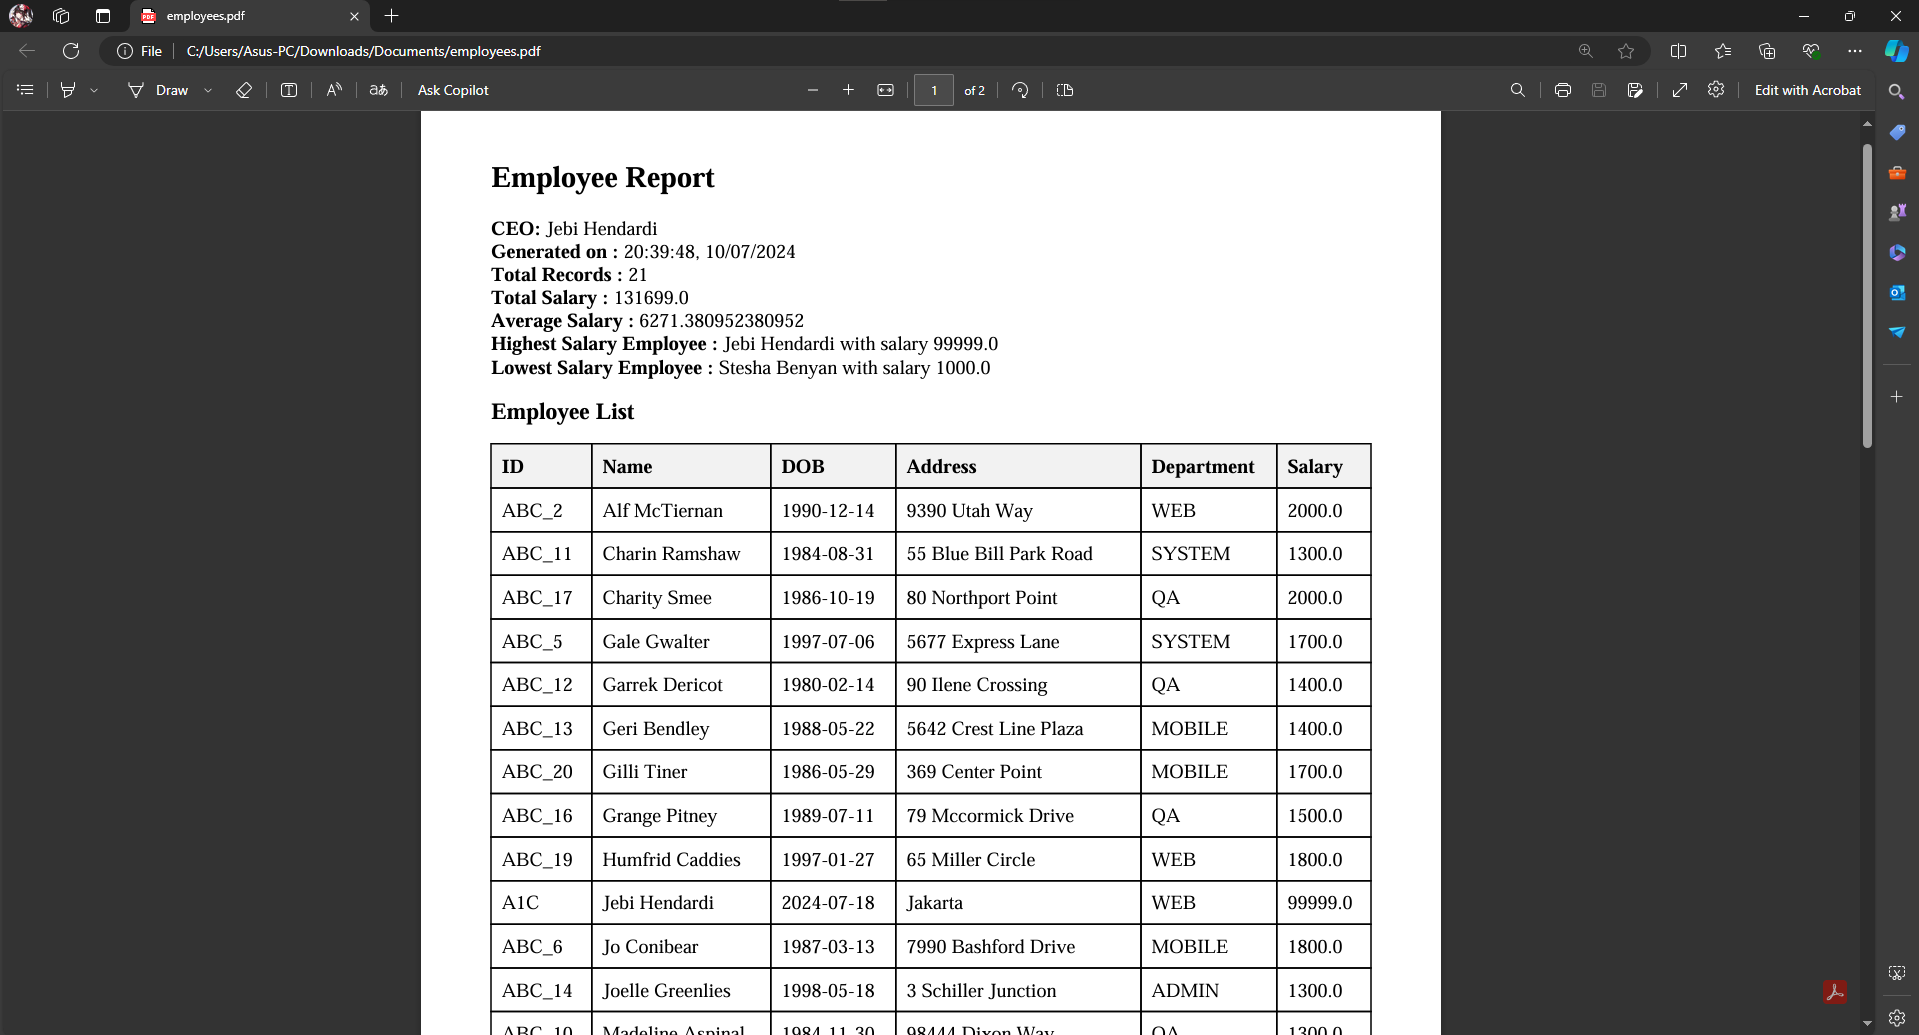 employees.pdf
File
C:/Users/Asus-PC/Downloads/Documents/employees.pdf
Draw
aあ
Ask Copilot
1 of 2
Edit with Acrobat
Employee Report
CEO: Jebi Hendardi
Generated on : 20:39:48, 10/07/2024
Total Records : 21
Total Salary : 131699.0
Average Salary : 6271.380952380952
Highest Salary Employee : Jebi Hendardi with salary 99999.0
Lowest Salary Employee : Stesha Benyan with salary 1000.0
Employee List
ID Name DOB Address Department Salary
ABC_2 Alf McTiernan 1990-12-14 9390 Utah Way WEB 2000.0
ABC_11 Charin Ramshaw 1984-08-31 55 Blue Bill Park Road SYSTEM 1300.0
ABC_17 Charity Smee 1986-10-19 80 Northport Point QA 2000.0
ABC_5 Gale Gwalter 1997-07-06 5677 Express Lane SYSTEM 1700.0
ABC_12 Garrek Dericot 1980-02-14 90 Ilene Crossing QA 1400.0
ABC_13 Geri Bendley 1988-05-22 5642 Crest Line Plaza MOBILE 1400.0
ABC_20 Gilli Tiner 1986-05-29 369 Center Point MOBILE 1700.0
ABC_16 Grange Pitney 1989-07-11 79 Mccormick Drive QA 1500.0
ABC_19 Humfrid Caddies 1997-01-27 65 Miller Circle WEB 1800.0
A1C Jebi Hendardi 2024-07-18 Jakarta WEB 99999.0
ABC_6 Jo Conibear 1987-03-13 7990 Bashford Drive MOBILE 1800.0
ABC_14 Joelle Greenlies 1998-05-18 3 Schiller Junction ADMIN 1300.0
ABC_10 Madeline Aspinal 1984-11-30 98444 Dixon Way QA 1300.0